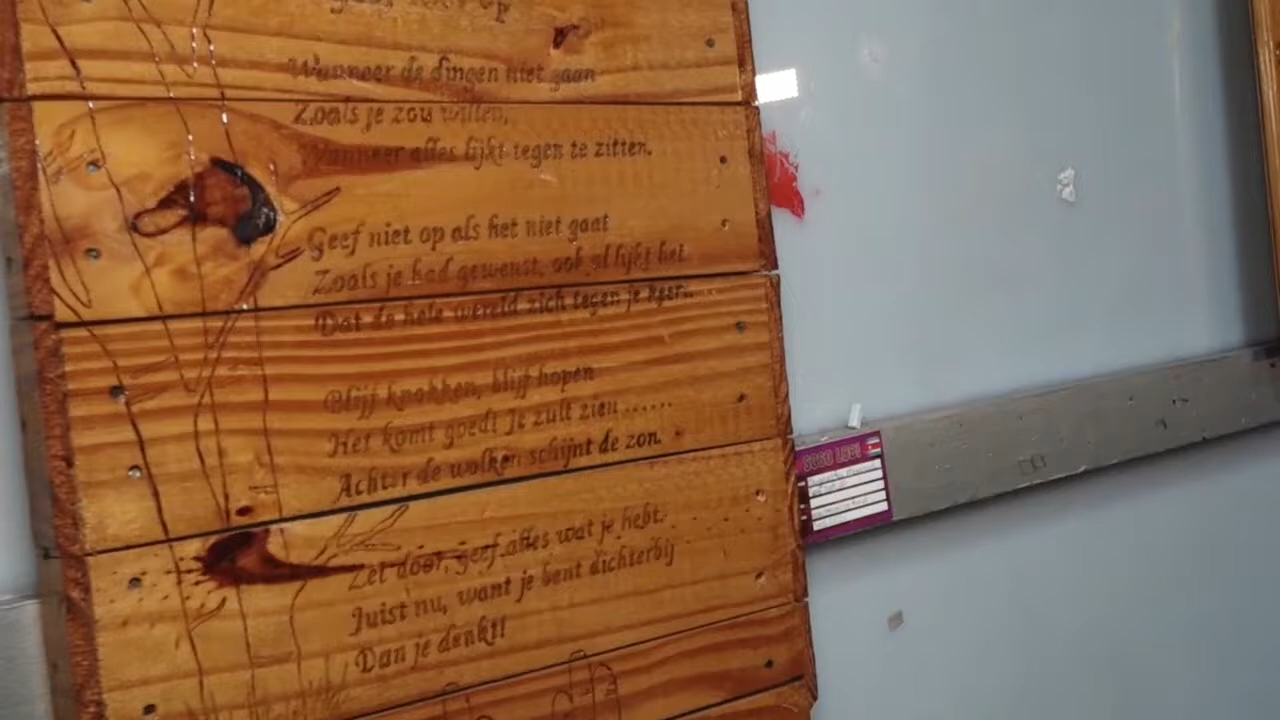 op
Wanneer de dingen niet gaan
Zoals je zou willen,
Wanneer alles lijkt tegen te zitten.
Geef niet op als het niet gaat
Zoals je had gewenst, ook al lijkt het
Dat de hele wereld zich tegen je keert.
Blijf knokken, blijf hopen
Het komt goed! Je zult zien ......
Achter de wolken schijnt de zon.
Zet door, geef alles wat je hebt.
Juist nu, want je bent dichterbij
Dan je denkt!